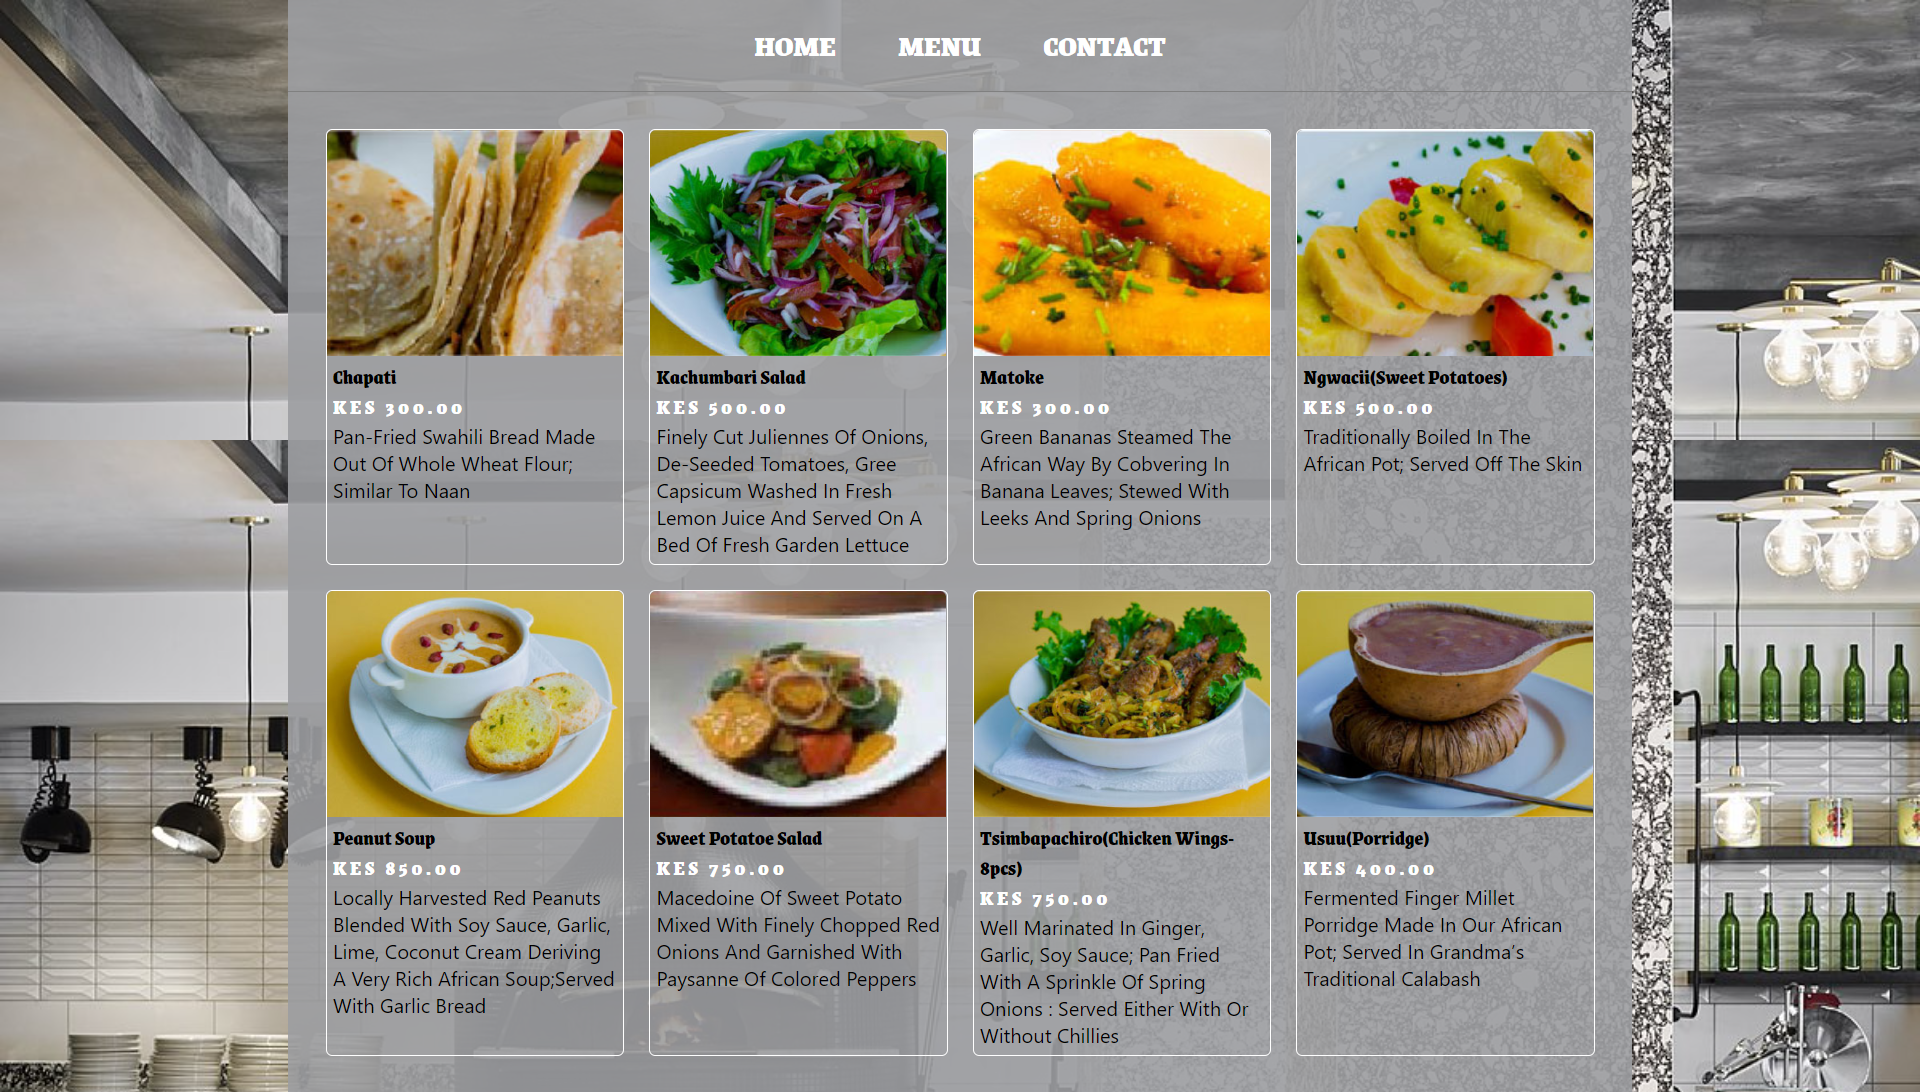 HOME MENU CONTACT
Chapati
KES 300.00
Pan-Fried Swahili Bread Made
Out Of Whole Wheat Flour;
Similar To Naan
Kachumbari Salad
KES 500.00
Finely Cut Juliennes Of Onions,
De-Seeded Tomatoes, Gree
Capsicum Washed In Fresh
Lemon Juice And Served On A
Bed Of Fresh Garden Lettuce
Matoke
KES 300.00
Green Bananas Steamed The
African Way By Cobvering In
Banana Leaves; Stewed With
Leeks And Spring Onions
Ngwacii(Sweet Potatoes)
KES 500.00
Traditionally Boiled In The
African Pot; Served Off The Skin
Peanut Soup
KES 850.00
Locally Harvested Red Peanuts
Blended With Soy Sauce, Garlic,
Lime, Coconut Cream Deriving
A Very Rich African Soup;Served
With Garlic Bread
Sweet Potatoe Salad
KES 750.00
Macedoine Of Sweet Potato
Mixed With Finely Chopped Red
Onions And Garnished With
Paysanne Of Colored Peppers
Tsimbapachiro(Chicken Wings-
8pcs)
KES 750.00
Well Marinated In Ginger,
Garlic, Soy Sauce; Pan Fried
With A Sprinkle Of Spring
Onions : Served Either With Or
Without Chillies
Usuu(Porridge)
KES 400.00
Fermented Finger Millet
Porridge Made In Our African
Pot; Served In Grandma’s
Traditional Calabash